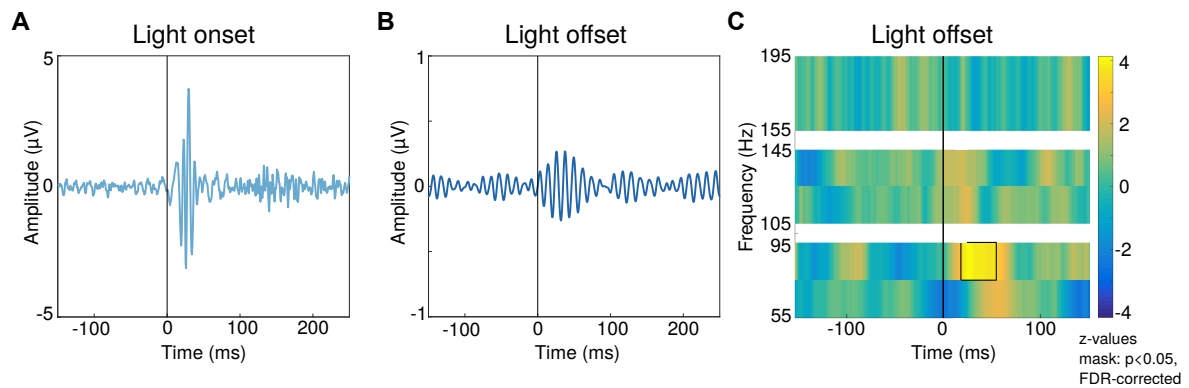 A
Light onset
5
0
-5
Amplitude (µV)
-100
0
100
200
Time (ms)
B
Light offset
1
0
-1
Amplitude (µV)
-100
0
100
200
Time (ms)
C
Light offset
195
155
145
105
95
55
Frequency (Hz)
-100
0
100
Time (ms)
4
2
0
-2
-4
z-values
mask: p<0.05,
FDR-corrected